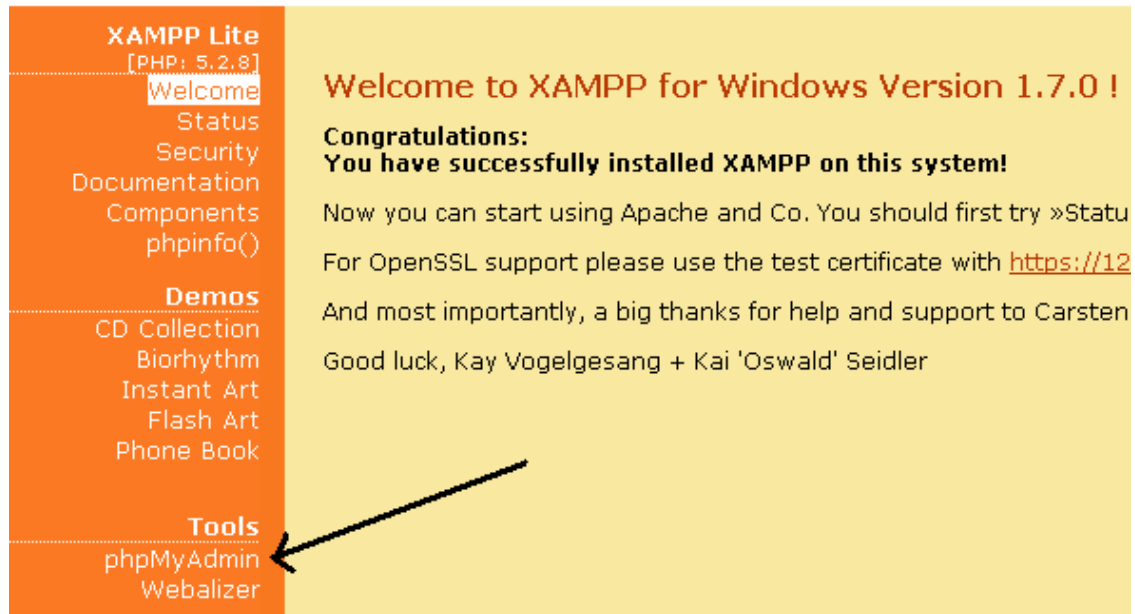 XAMPP Lite
[PHP: 5.2.8]
Welcome
Status
Security
Documentation
Components
phpinfo()
Demos
CD Collection
Biorhythm
Instant Art
Flash Art
Phone Book
Tools
phpMyAdmin
Webalizer
Welcome to XAMPP for Windows Version 1.7.0 !
Congratulations:
You have successfully installed XAMPP on this system!
Now you can start using Apache and Co. You should first try »Statu
For OpenSSL support please use the test certificate with https://12
And most importantly, a big thanks for help and support to Carsten
Good luck, Kay Vogelgesang + Kai 'Oswald' Seidler